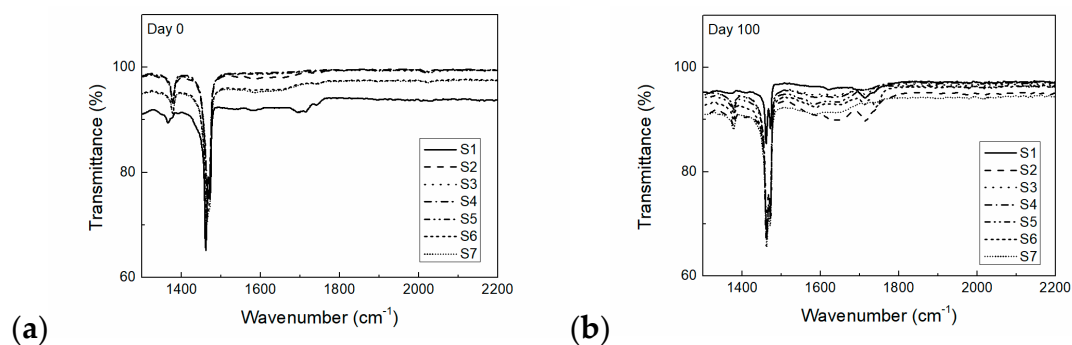 Day 0
100
80
60
Transmittance (%)
S1
S2
S3
S4
S5
S6
S7
1400 1600 1800 2000 2200
Wavenumber (cm-1)
(a)
Day 100
100
80
60
Transmittance (%)
S1
S2
S3
S4
S5
S6
S7
1400 1600 1800 2000 2200
Wavenumber (cm-1)
(b)